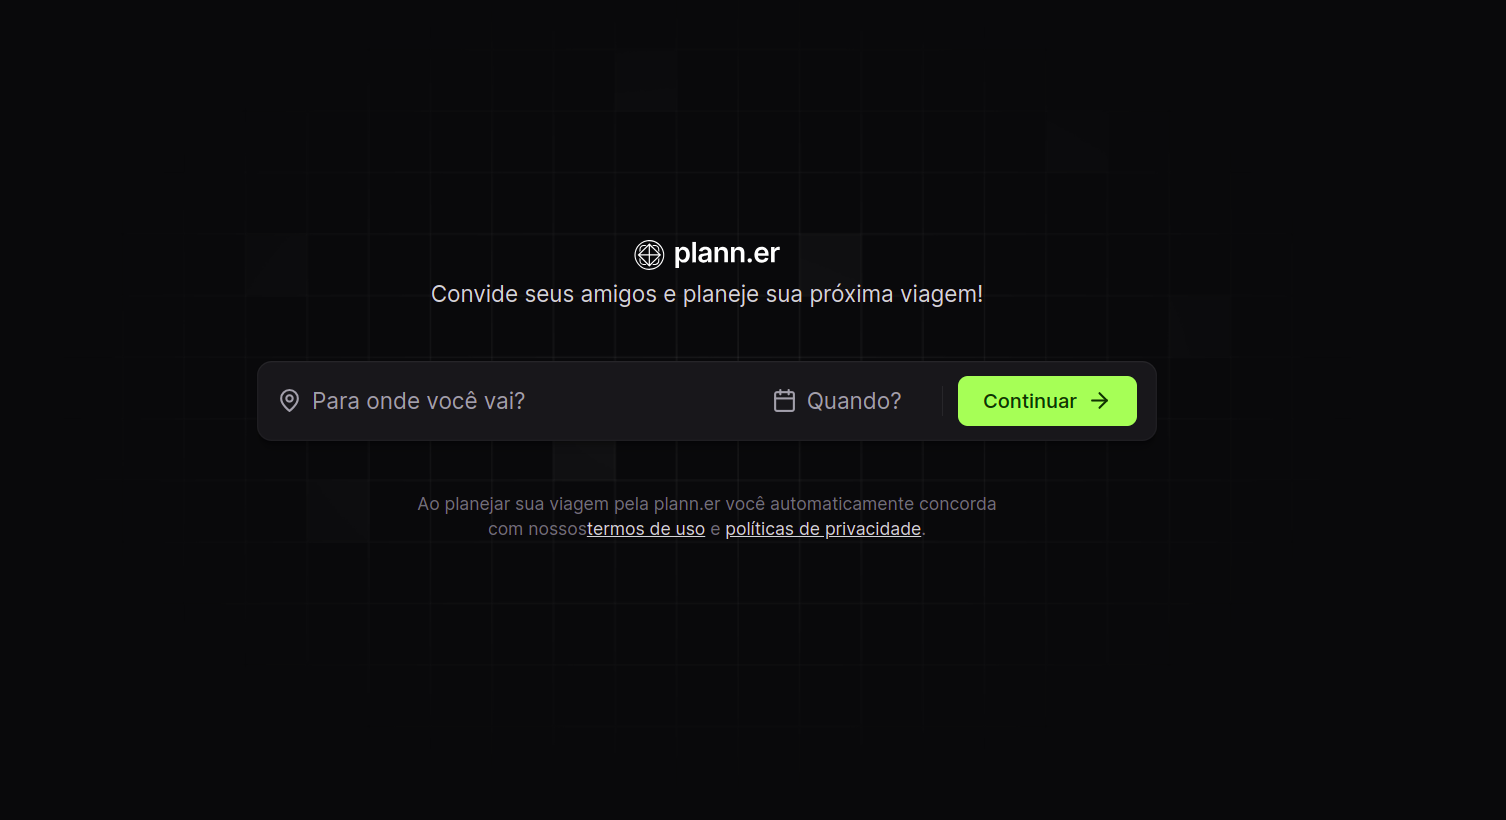 plann.er
Convide seus amigos e planeje sua próxima viagem!
Para onde você vai? Quando? Continuar
Ao planejar sua viagem pela plann.er você automaticamente concorda
com nossostermos de uso e políticas de privacidade.